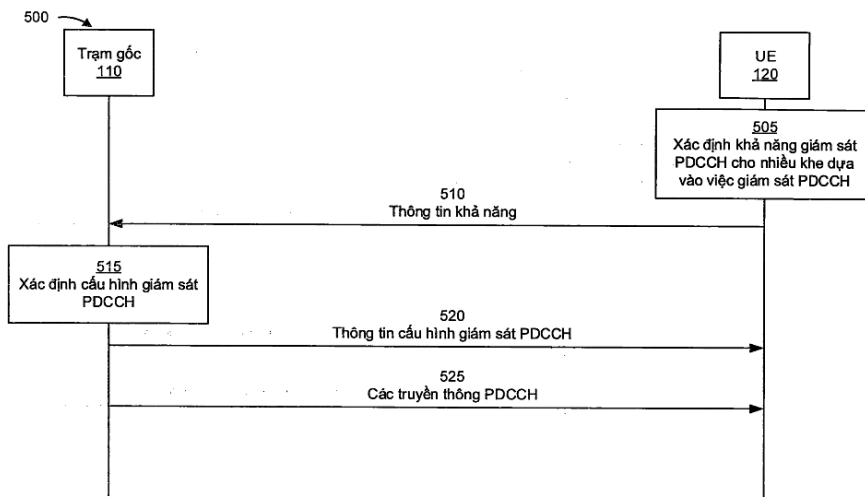 500
Trạm gốc
110
UE
120
505
Xác định khả năng giám sát
PDCCH cho nhiều khe dựa
vào việc giám sát PDCCH
510
Thông tin khả năng
515
Xác định cấu hình giám sát
PDCCH
520
Thông tin cấu hình giám sát PDCCH
525
Các truyền thông PDCCH